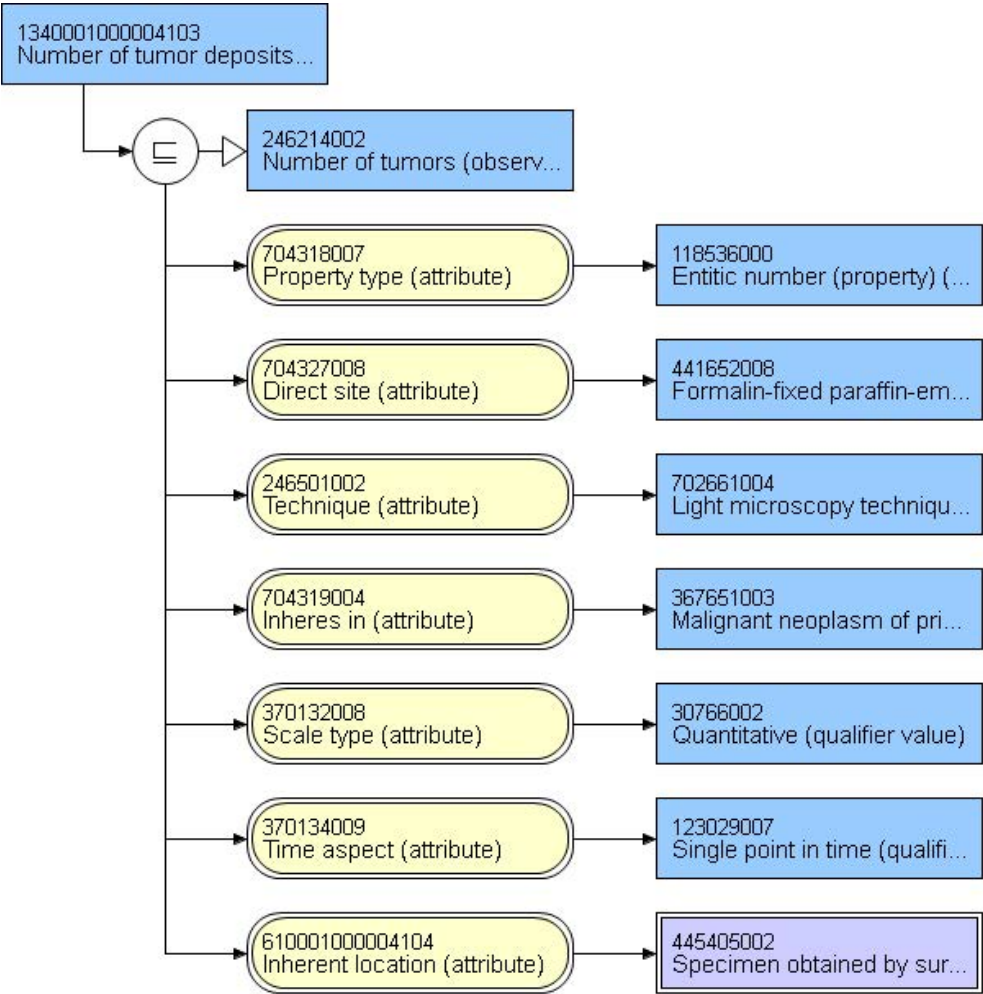 1340001000004103
Number of tumor deposits...
⊑
246214002
Number of tumors (observ...
704318007
Property type (attribute)
118536000
Entitic number (property) (...
704327008
Direct site (attribute)
441652008
Formalin-fixed paraffin-em...
246501002
Technique (attribute)
702661004
Light microscopy techniqu...
704319004
Inheres in (attribute)
367651003
Malignant neoplasm of pri...
370132008
Scale type (attribute)
30766002
Quantitative (qualifier value)
370134009
Time aspect (attribute)
123029007
Single point in time (qualifi...
610001000004104
Inherent location (attribute)
445405002
Specimen obtained by sur...